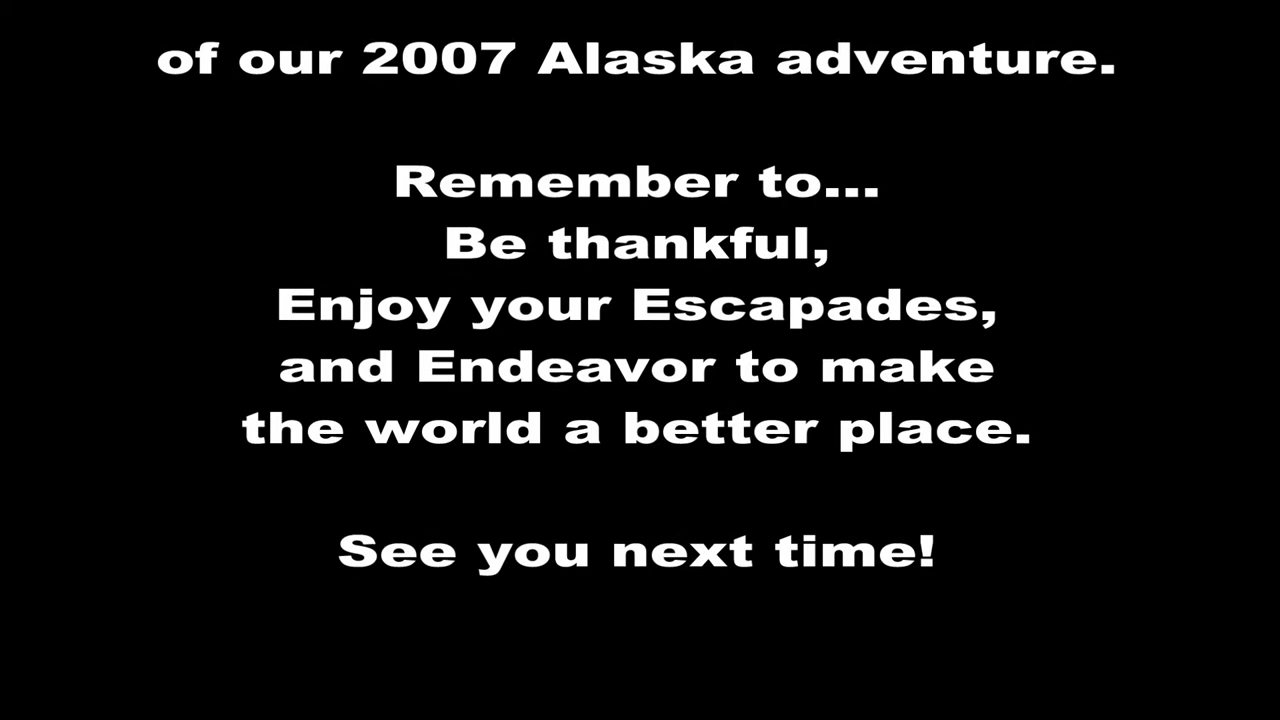 of our 2007 Alaska adventure.
Remember to...
Be thankful,
Enjoy your Escapades,
and Endeavor to make
the world a better place.
See you next time!